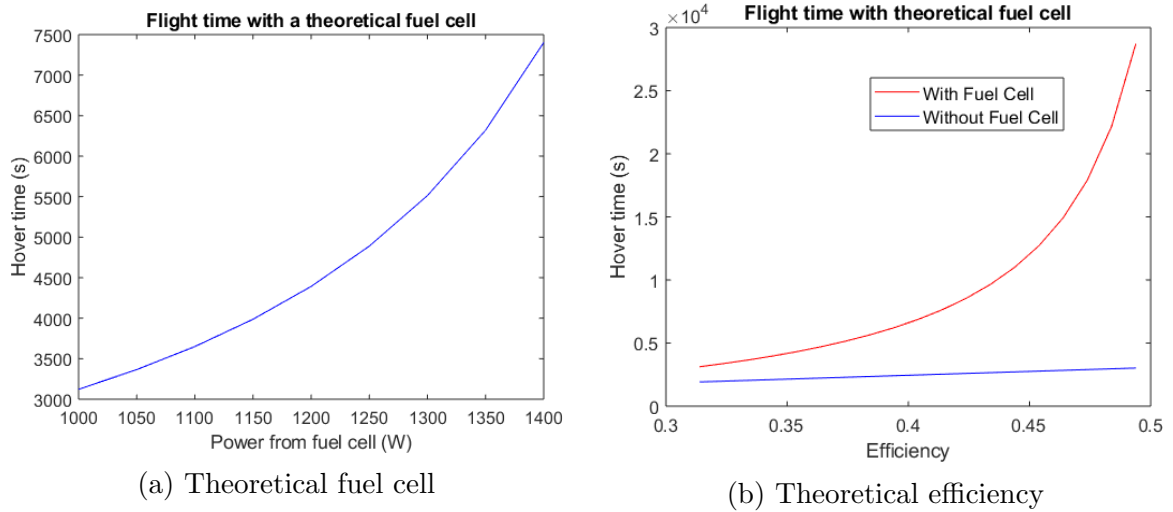 Flight time with a theoretical fuel cell
7500
7000
6500
6000
5500
5000
4500
4000
3500
3000
Hover time (s)
1000 1050 1100 1150 1200 1250 1300 1350 1400
Power from fuel cell (W)
(a) Theoretical fuel cell
×10⁴
Flight time with theoretical fuel cell
3
2.5
2
1.5
1
0.5
0
Hover time (s)
With Fuel Cell
Without Fuel Cell
0.3 0.35 0.4 0.45 0.5
Efficiency
(b) Theoretical efficiency